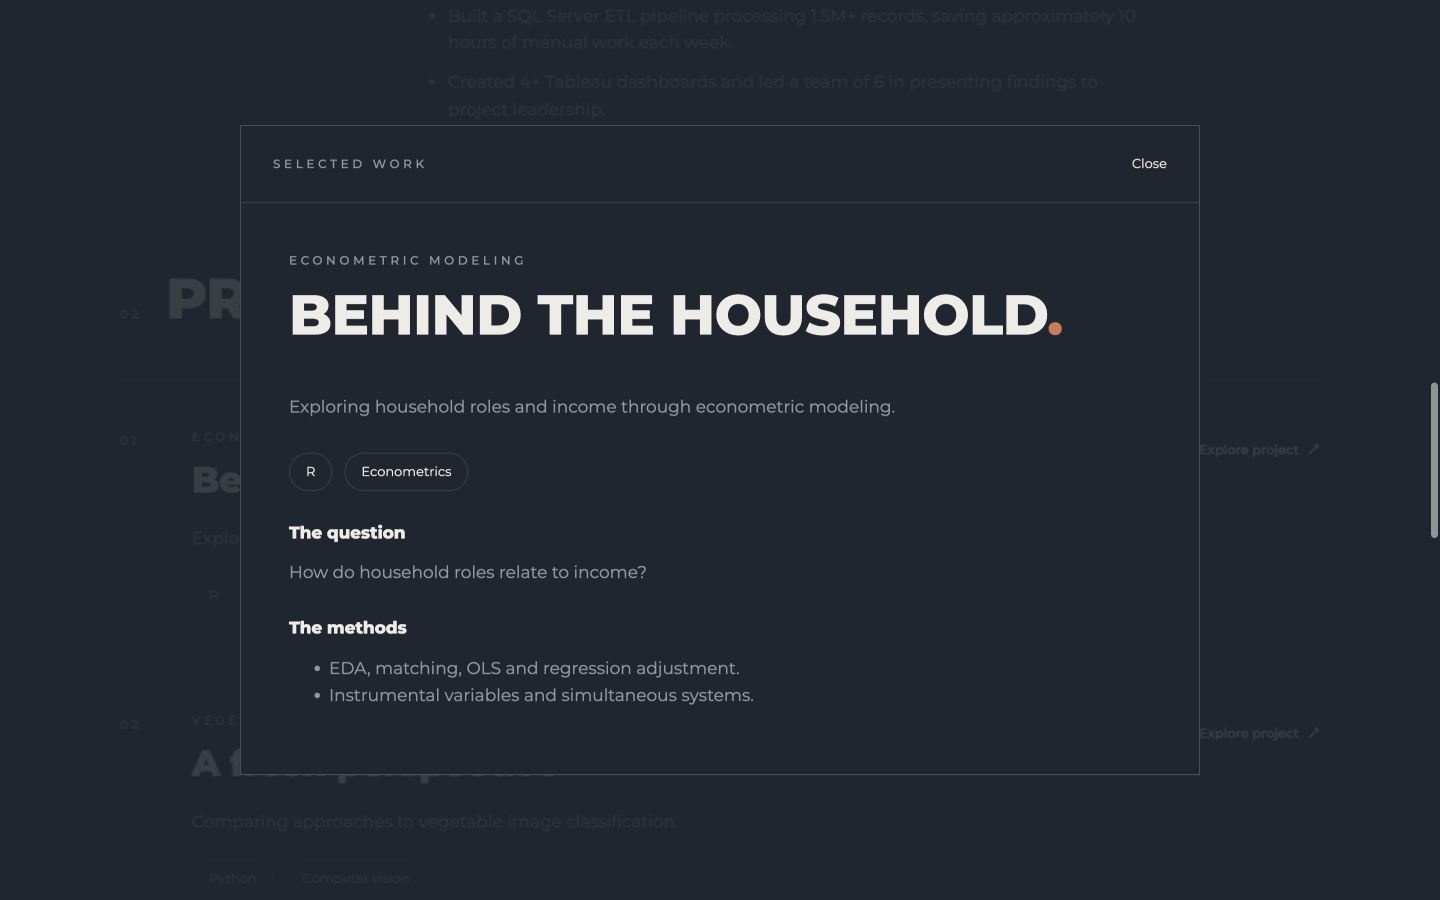 Built a SQL Server ETL pipeline processing 1.5M+ records, saving approximately 10
hours of manual work each week.
Created 4+ Tableau dashboards and led a team of 6 in presenting findings to
project leadership.
SELECTED WORK
Close
ECONOMETRIC MODELING
BEHIND THE HOUSEHOLD.
Exploring household roles and income through econometric modeling.
R
Econometrics
The question
How do household roles relate to income?
The methods
EDA, matching, OLS and regression adjustment.
Instrumental variables and simultaneous systems.
02
01
Explore project ↗
R
02
Explore project ↗
A
Comparing approaches to vegetable image classification.
Python
Computer vision